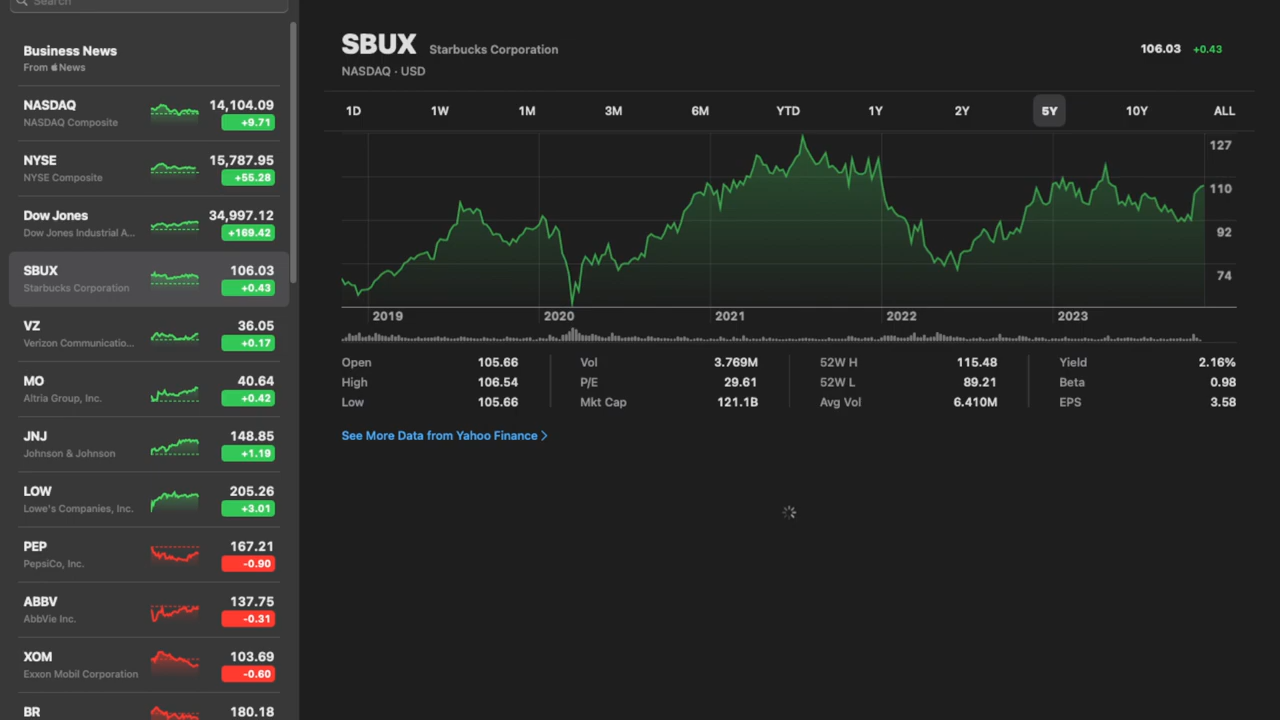 Search
Business News
From News
NASDAQ 14,104.09
NASDAQ Composite +9.71
NYSE 15,787.95
NYSE Composite +55.28
Dow Jones 34,997.12
Dow Jones Industrial A... +169.42
SBUX 106.03
Starbucks Corporation +0.43
VZ 36.05
Verizon Communicatio... +0.17
MO 40.64
Altria Group, Inc. +0.42
JNJ 148.85
Johnson & Johnson +1.19
LOW 205.26
Lowe's Companies, Inc. +3.01
PEP 167.21
PepsiCo, Inc. -0.90
ABBV 137.75
AbbVie Inc. -0.31
XOM 103.69
Exxon Mobil Corporation -0.60
BR 180.18
SBUX Starbucks Corporation 106.03 +0.43
NASDAQ · USD
1D 1W 1M 3M 6M YTD 1Y 2Y 5Y 10Y ALL
127
110
92
74
2019 2020 2021 2022 2023
Open 105.66 Vol 3.769M 52W H 115.48 Yield 2.16%
High 106.54 P/E 29.61 52W L 89.21 Beta 0.98
Low 105.66 Mkt Cap 121.1B Avg Vol 6.410M EPS 3.58
See More Data from Yahoo Finance >